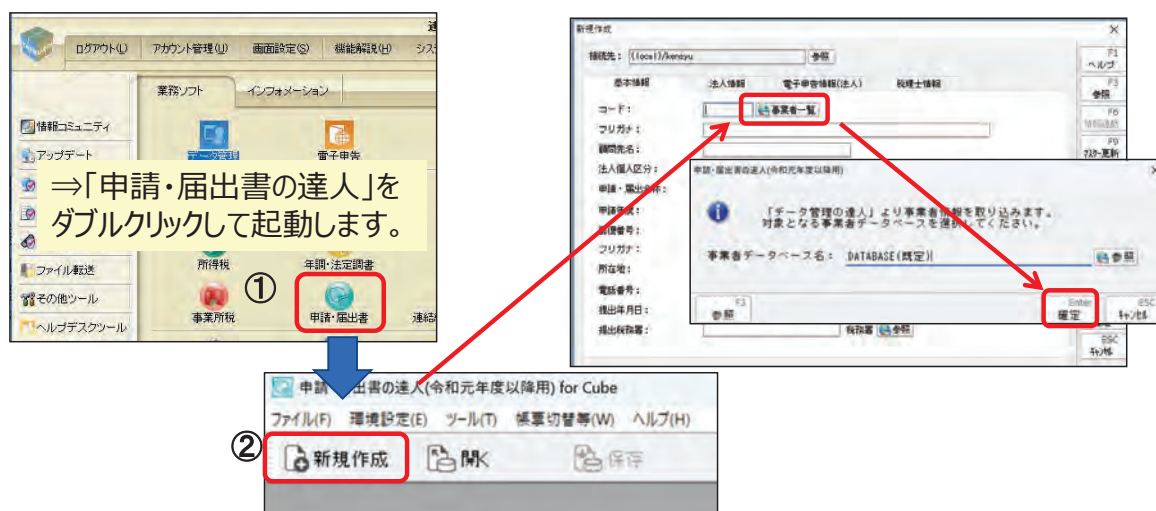 ログアウト(L)
アカウント管理(U)
画面設定(S)
機能解説(H)
業務ソフト
インフォメーション
情報コミュニティ
アップデート
データ管理
電子申告
⇒「申請・届出書の達人」を
ダブルクリックして起動します。
所得税
年調・法定調書
ファイル転送
その他ツール
ヘルプデスクツール
①
事業所税
申請・届出書
新規作成
接続先：
(local)/kensyu
参照
基本情報
法人情報
電子申告情報(法人)
税理士情報
F1
ヘルプ
F3
参照
F6
F9
マスター更新
コード：
事業者一覧
フリガナ：
顧問先名：
法人個人区分：
フリガナ：
所在地：
電話番号：
提出年月日：
提出税務署：
税務署
参照
ESC
キャンセル
申請・届出書の達人(令和元年度以降用)
「データ管理の達人」より事業者情報を取り込みます。
対象となる事業者データベースを選択してください。
事業者データベース名：
DATABASE(既定)
参照
F3
参照
Enter
確定
ESC
キャンセル
②
申請・届出書の達人(令和元年度以降用) for Cube
ファイル(F)
環境設定(E)
ツール(T)
帳票切替等(W)
ヘルプ(H)
新規作成
開く
保存